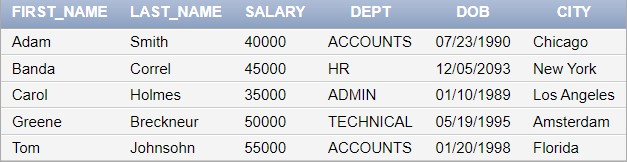 FIRST_NAME LAST_NAME SALARY DEPT DOB CITY
Adam Smith 40000 ACCOUNTS 07/23/1990 Chicago
Banda Correl 45000 HR 12/05/2093 New York
Carol Holmes 35000 ADMIN 01/10/1989 Los Angeles
Greene Breckneur 50000 TECHNICAL 05/19/1995 Amsterdam
Tom Johnsohn 55000 ACCOUNTS 01/20/1998 Florida